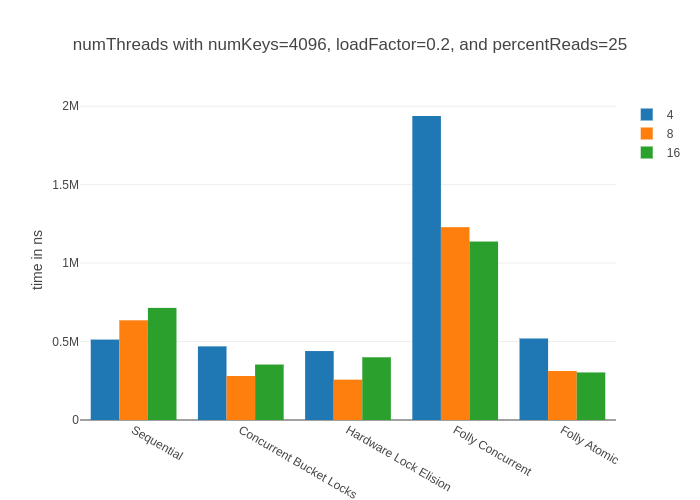 numThreads with numKeys=4096, loadFactor=0.2, and percentReads=25
4
8
16
time in ns
2M
1.5M
1M
0.5M
0
Sequential
Concurrent Bucket Locks
Hardware Lock Elision
Folly Concurrent
Folly Atomic